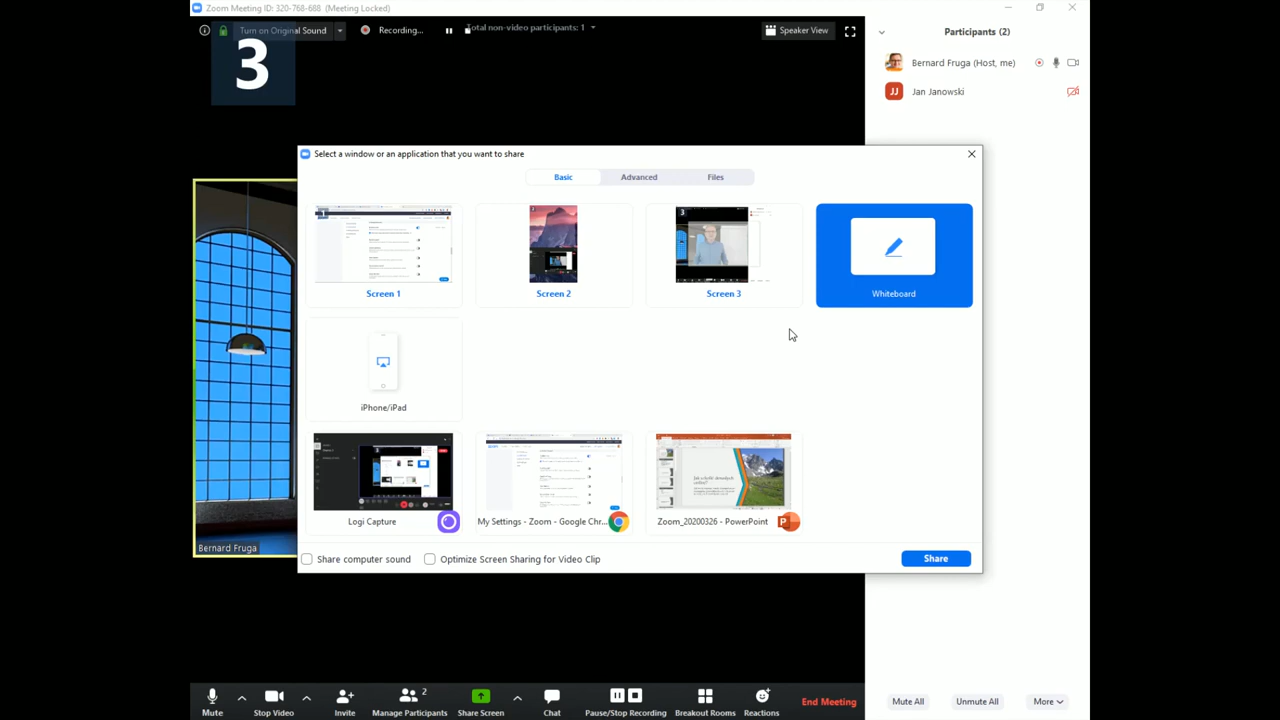 Zoom Meeting ID: 320-768-688 (Meeting Locked)
Turn on Original Sound
Recording...
Total non-video participants: 1
Speaker View
3
Participants (2)
Bernard Fruga (Host, me)
JJ Jan Janowski
Select a window or an application that you want to share
Basic Advanced Files
Screen 1
Screen 2
Screen 3
Whiteboard
iPhone/iPad
Logi Capture
My Settings - Zoom - Google Chr...
Zoom_20200326 - PowerPoint
Bernard Fruga
Share computer sound
Optimize Screen Sharing for Video Clip
Share
Mute
Stop Video
Invite
Manage Participants
2
Share Screen
Chat
Pause/Stop Recording
Breakout Rooms
Reactions
End Meeting
Mute All
Unmute All
More